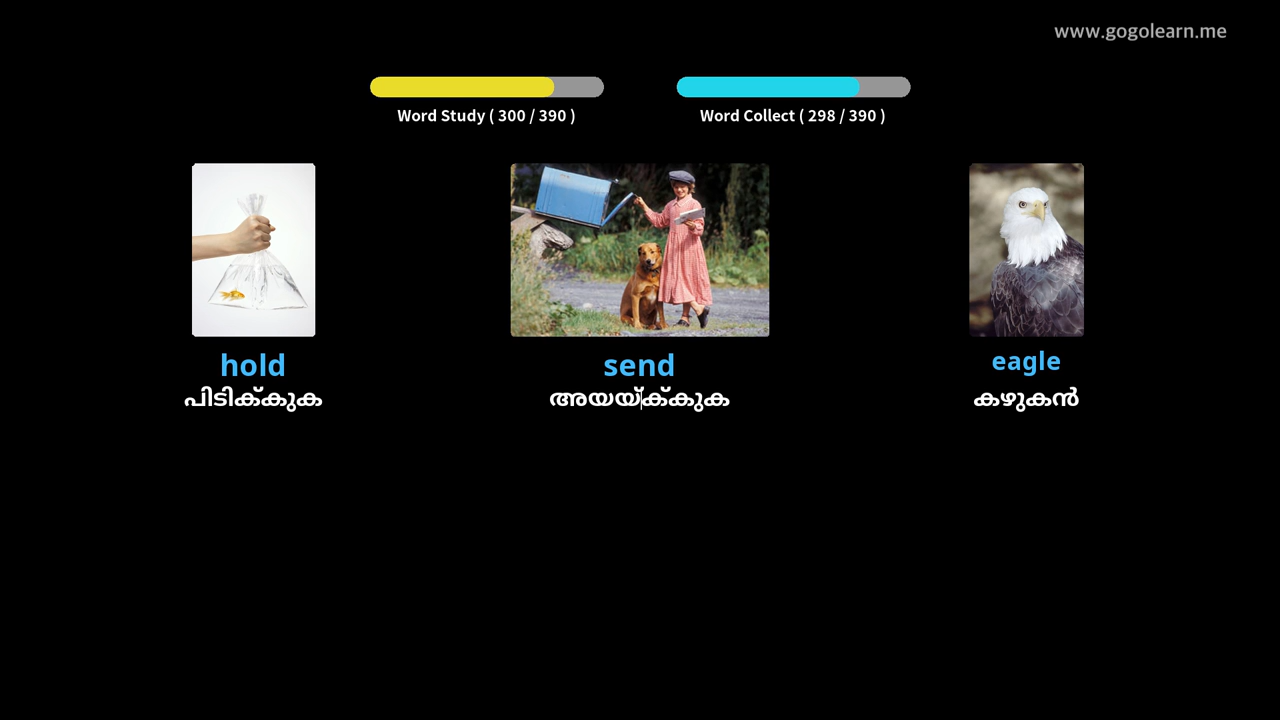 www.gogolearn.me
Word Study ( 300 / 390 )
Word Collect ( 298 / 390 )
hold
പിടിക്കുക
send
അയയ്‌ക്കുക
eagle
കഴുകൻ